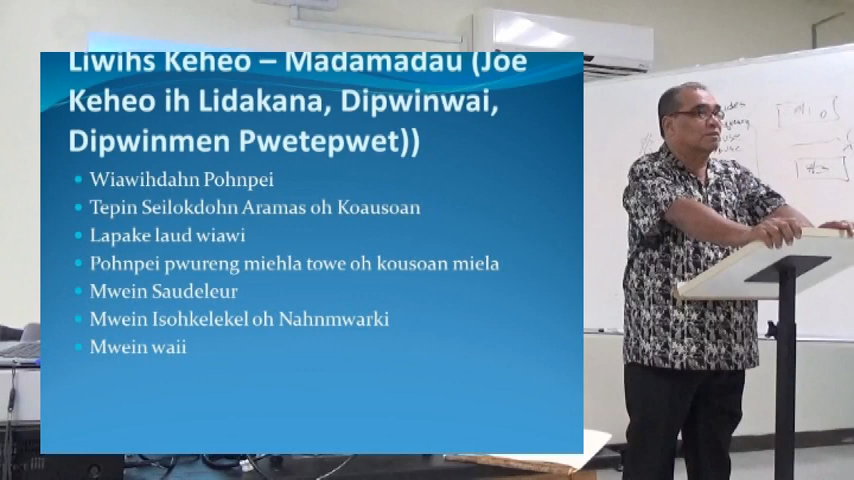 Liwihs Keheo – Madamadau (Joe
Keheo ih Lidakana, Dipwinwai,
Dipwinmen Pwetepwet))
Wiawihdahn Pohnpei
Tepin Seilokdohn Aramas oh Koausoan
Lapake laud wiawi
Pohnpei pwureng miehla towe oh kousoan miela
Mwein Saudeleur
Mwein Isohkelekel oh Nahnmwarki
Mwein waii